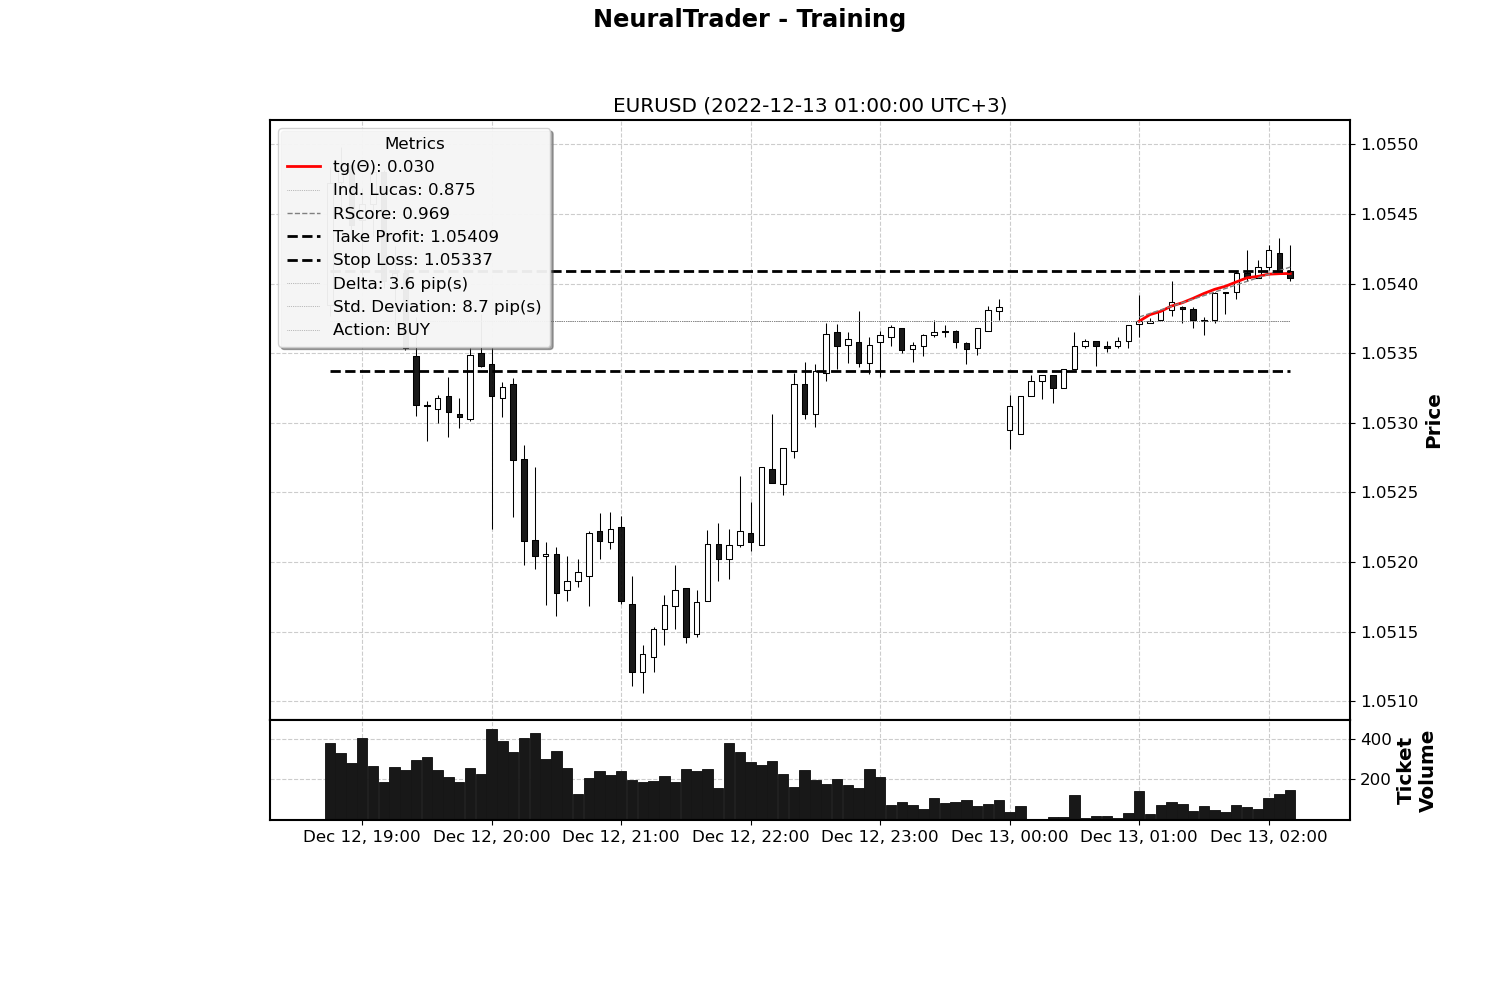 NeuralTrader - Training
EURUSD (2022-12-13 01:00:00 UTC+3)
Metrics
tg(Θ): 0.030
Ind. Lucas: 0.875
RScore: 0.969
Take Profit: 1.05409
Stop Loss: 1.05337
Delta: 3.6 pip(s)
Std. Deviation: 8.7 pip(s)
Action: BUY
1.0550
1.0545
1.0540
1.0535
1.0530
1.0525
1.0520
1.0515
1.0510
Price
400
200
Ticket
Volume
Dec 12, 19:00 Dec 12, 20:00 Dec 12, 21:00 Dec 12, 22:00 Dec 12, 23:00 Dec 13, 00:00 Dec 13, 01:00 Dec 13, 02:00